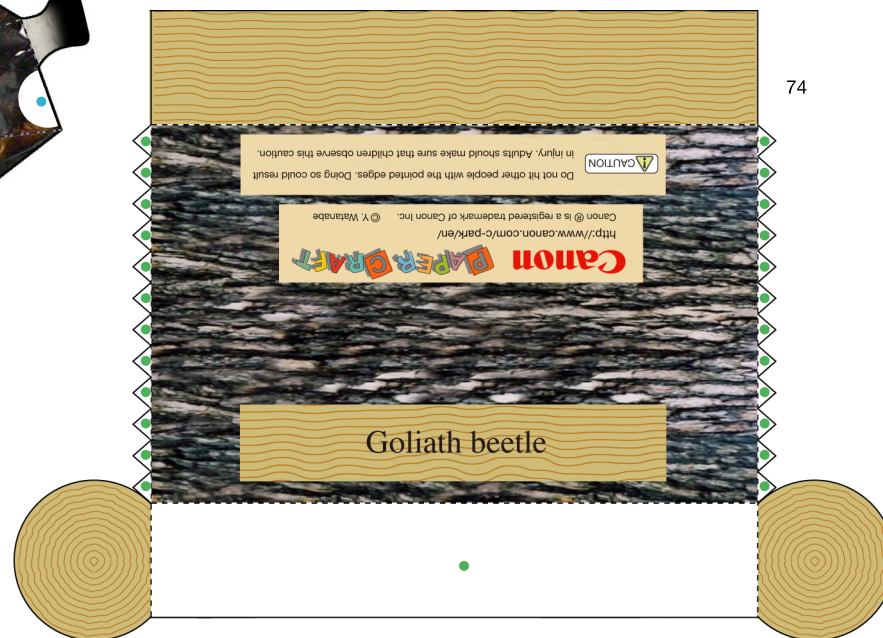 74
CAUTION
Do not hit other people with the pointed edges. Doing so could result
in injury. Adults should make sure that children observe this caution.
Canon PAPER CRAFT
http://www.canon.com/c-park/en/
Canon ® is a registered trademark of Canon Inc. © Y. Watanabe
Goliath beetle